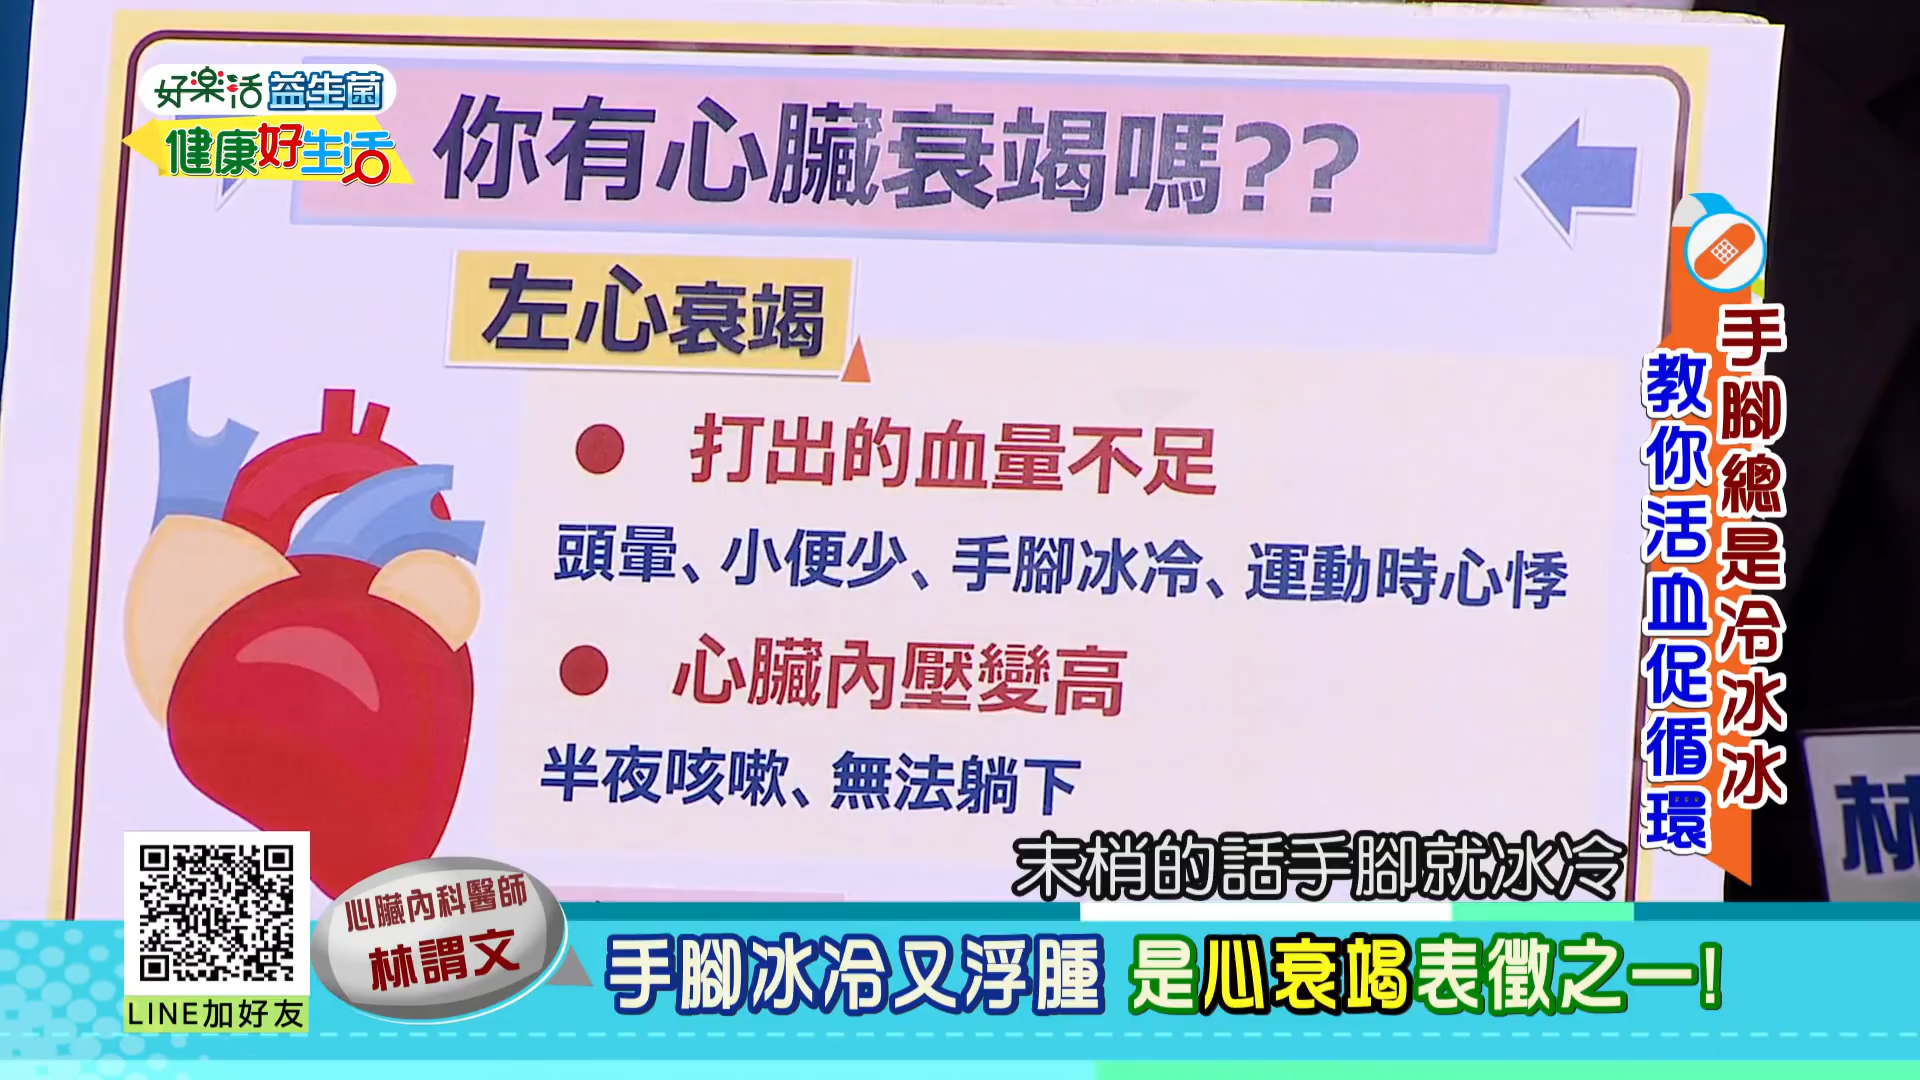 好樂活益生菌
健康好生活
你有心臟衰竭嗎??
左心衰竭
● 打出的血量不足
頭暈、小便少、手腳冰冷、運動時心悸
● 心臟內壓變高
半夜咳嗽、無法躺下
手腳總是冷冰冰
教你活血促循環
林
末梢的話手腳就冰冷
心臟內科醫師
林謂文
手腳冰冷又浮腫 是心衰竭表徵之一!
LINE加好友